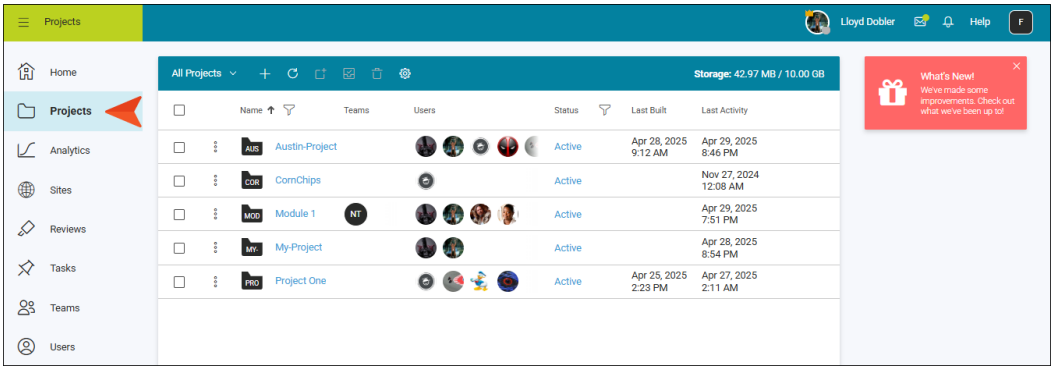 Projects
Lloyd Dobler
Help
F
Home
Projects
Analytics
Sites
Reviews
Tasks
Teams
Users
All Projects
Storage: 42.97 MB / 10.00 GB
Name Teams Users Status Last Built Last Activity
AUS Austin-Project Active Apr 28, 2025 Apr 29, 2025
9:12 AM 8:46 PM
COR CornChips Active Nov 27, 2024
12:08 AM
MOD Module 1 NT Active Apr 29, 2025
7:51 PM
MY- My-Project Active Apr 28, 2025
8:54 PM
PRO Project One Active Apr 25, 2025 Apr 27, 2025
2:23 PM 2:11 AM
What's New!
We've made some
improvements. Check out
what we've been up to!